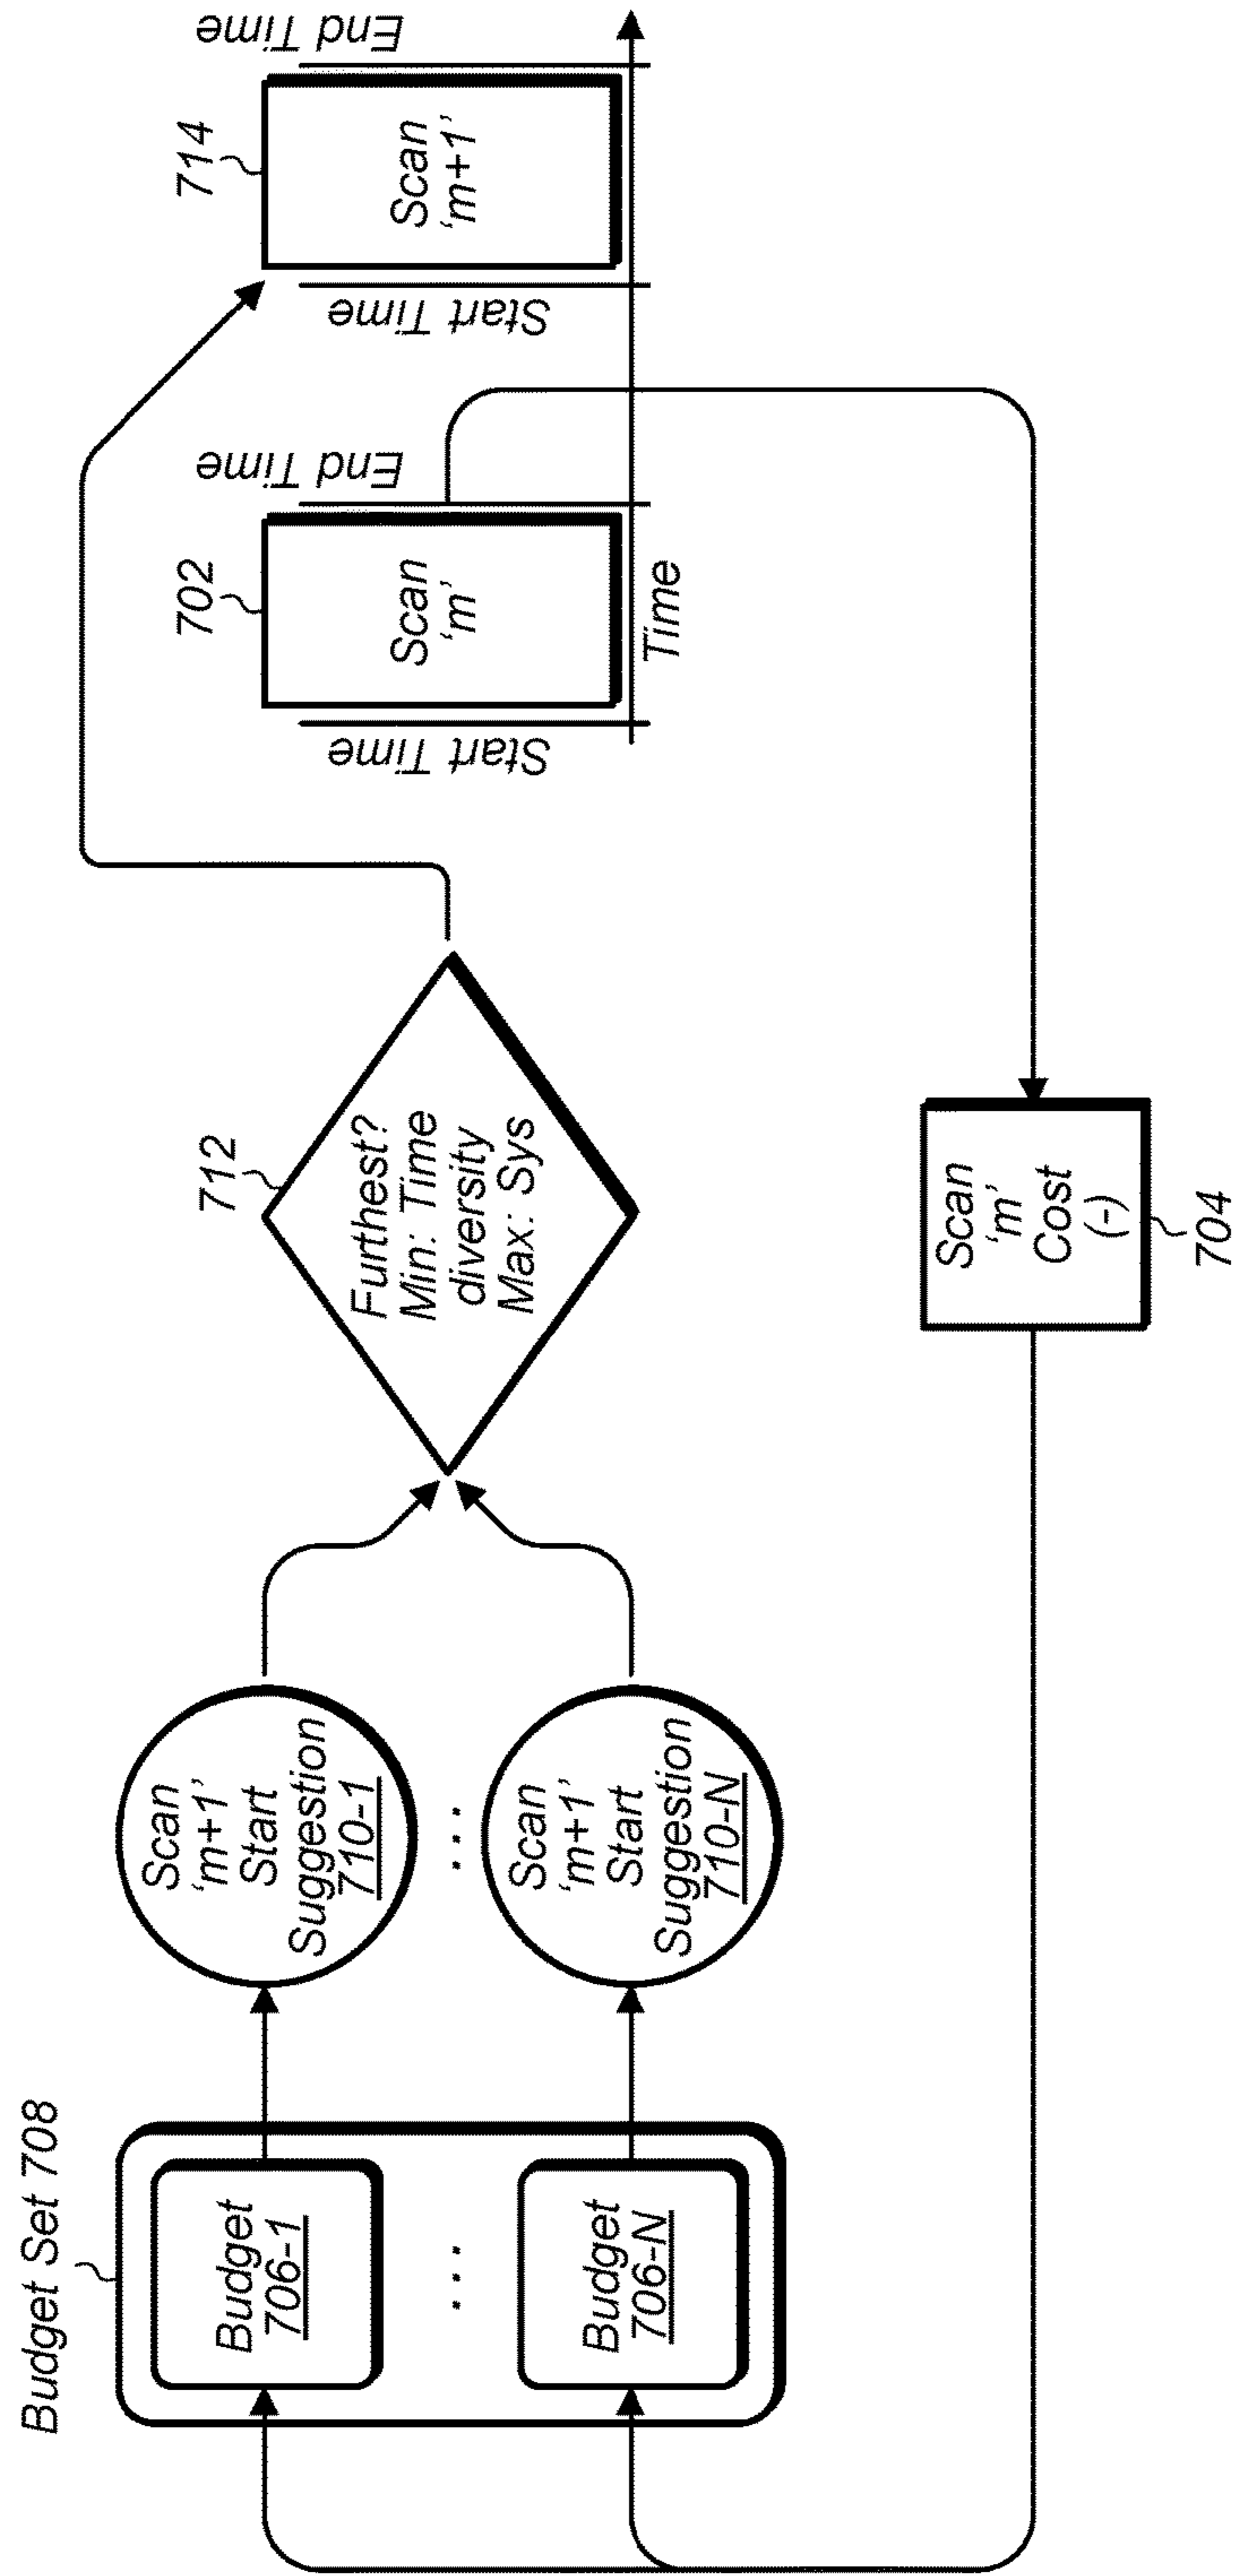 Budget Set 708
Budget
706-1
. . .
Budget
706-N
Scan
‘m+1’
Start
Suggestion
710-1
. . .
Scan
‘m+1’
Start
Suggestion
710-N
712
Furthest?
Min: Time
diversity
Max: Sys
Scan
‘m’
Cost
(-)
704
702
Start Time
Scan
‘m’
End Time
Time
714
Start Time
Scan
‘m+1’
End Time